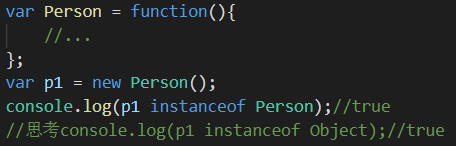 var Person = function(){
    //...
};
var p1 = new Person();
console.log(p1 instanceof Person);//true
//思考console.log(p1 instanceof Object);//true